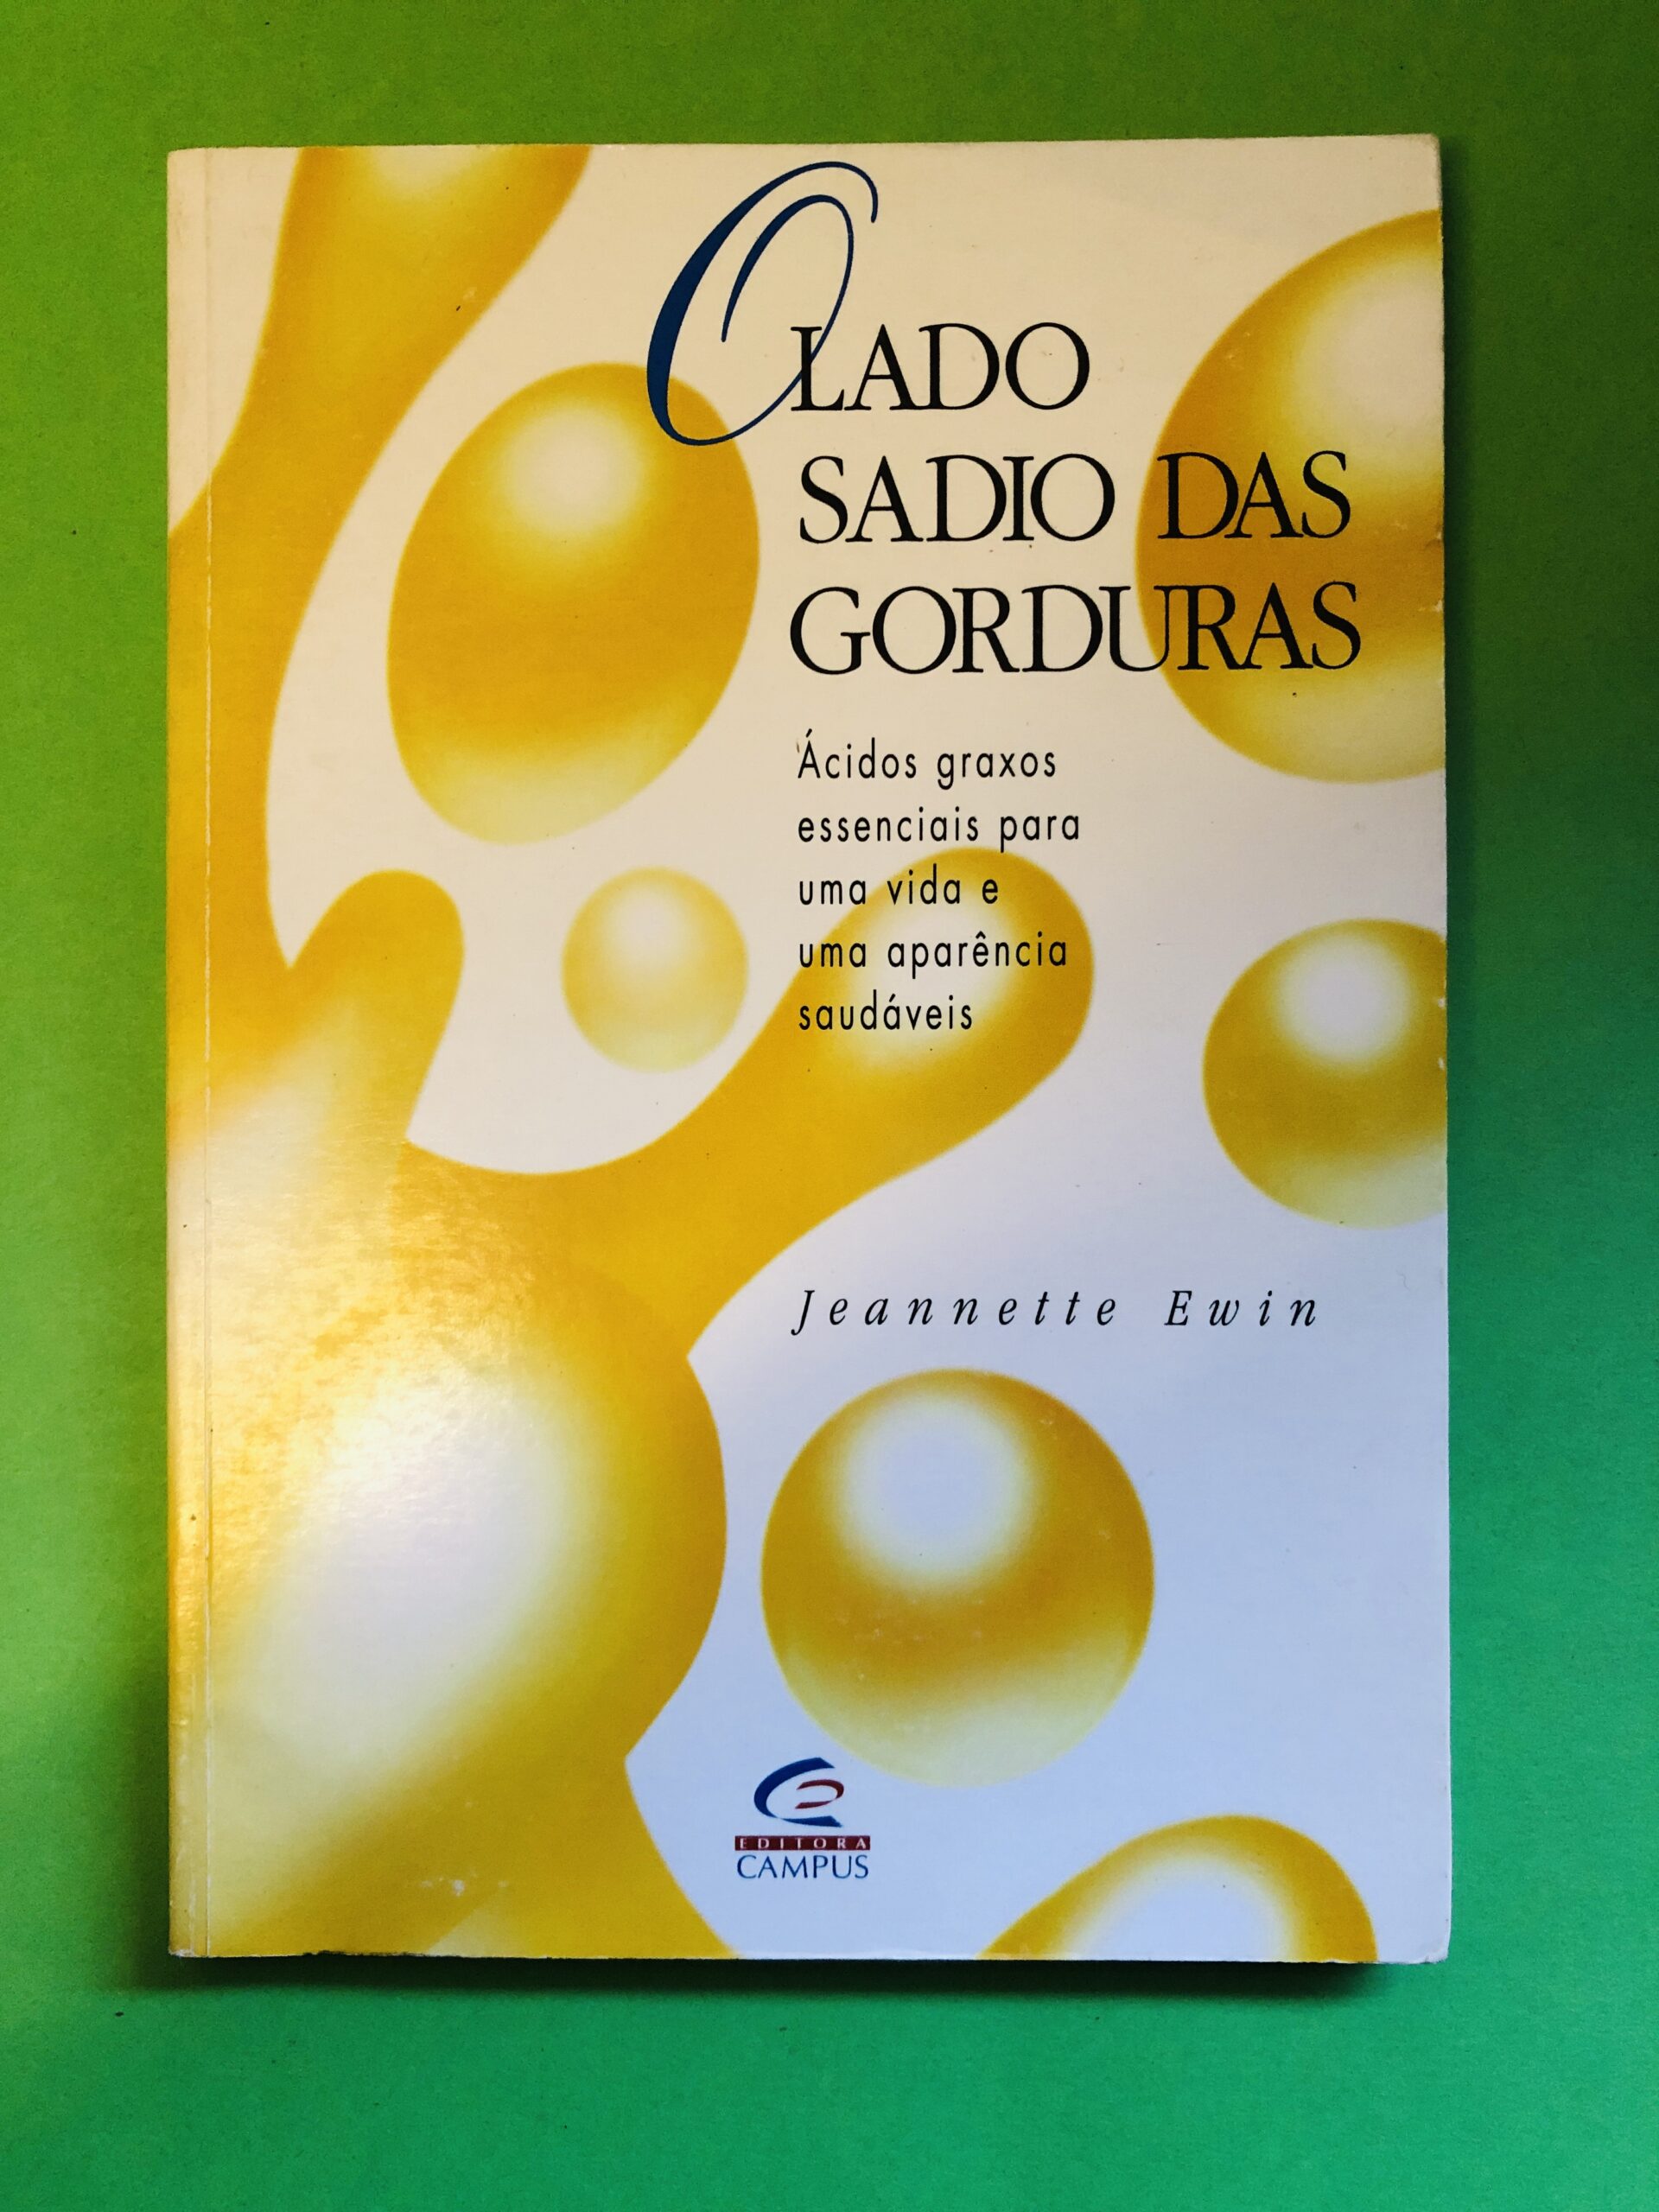 O LADO
SADIO DAS
GORDURAS
Ácidos graxos
essenciais para
uma vida e
uma aparência
saudáveis
Jeannette Ewin
EDITORA
CAMPUS